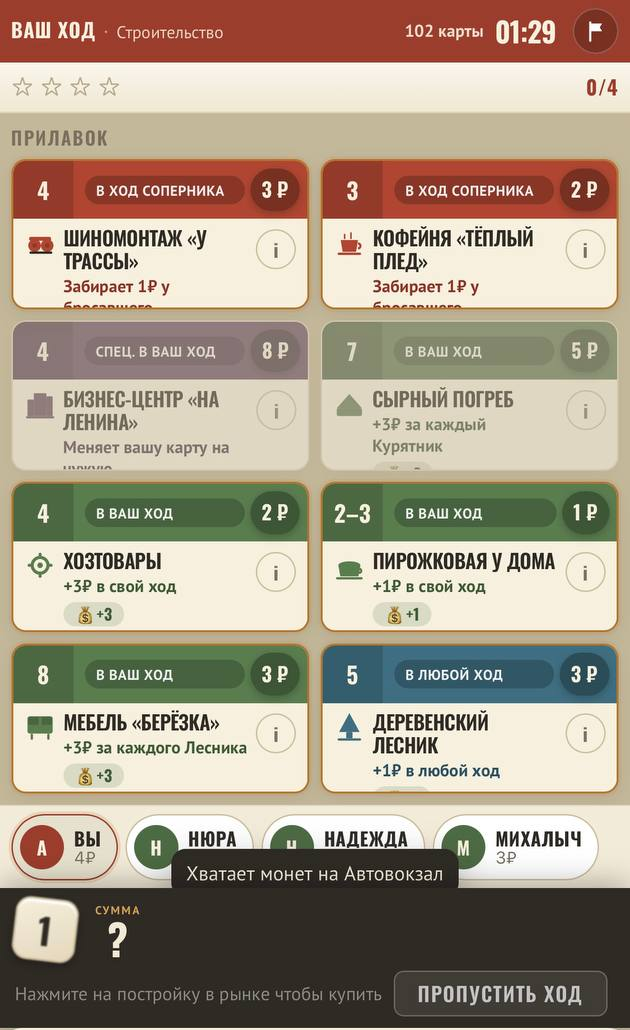 ВАШ ХОД · Строительство
102 карты 01:29
0/4
ПРИЛАВОК
4 В ХОД СОПЕРНИКА 3 ₽
ШИНОМОНТАЖ «У
ТРАССЫ»
i
Забирает 1₽ у
бросавшего
3 В ХОД СОПЕРНИКА 2 ₽
КОФЕЙНЯ «ТЁПЛЫЙ
ПЛЕД»
i
Забирает 1₽ у
бросавшего
4 СПЕЦ. В ВАШ ХОД 8 ₽
БИЗНЕС-ЦЕНТР «НА
ЛЕНИНА»
i
Меняет вашу карту на
чужую
7 В ВАШ ХОД 5 ₽
СЫРНЫЙ ПОГРЕБ
i
+3₽ за каждый
Курятник
4 В ВАШ ХОД 2 ₽
ХОЗТОВАРЫ
i
+3₽ в свой ход
+3
2–3 В ВАШ ХОД 1 ₽
ПИРОЖКОВАЯ У ДОМА
i
+1₽ в свой ход
+1
8 В ВАШ ХОД 3 ₽
МЕБЕЛЬ «БЕРЁЗКА»
i
+3₽ за каждого Лесника
+3
5 В ЛЮБОЙ ХОД 3 ₽
ДЕРЕВЕНСКИЙ
ЛЕСНИК
i
+1₽ в любой ход
А ВЫ
4₽
Н НЮРА
Н НАДЕЖДА
М МИХАЛЫЧ
3₽
Хватает монет на Автовокзал
1
СУММА
?
Нажмите на постройку в рынке чтобы купить
ПРОПУСТИТЬ ХОД